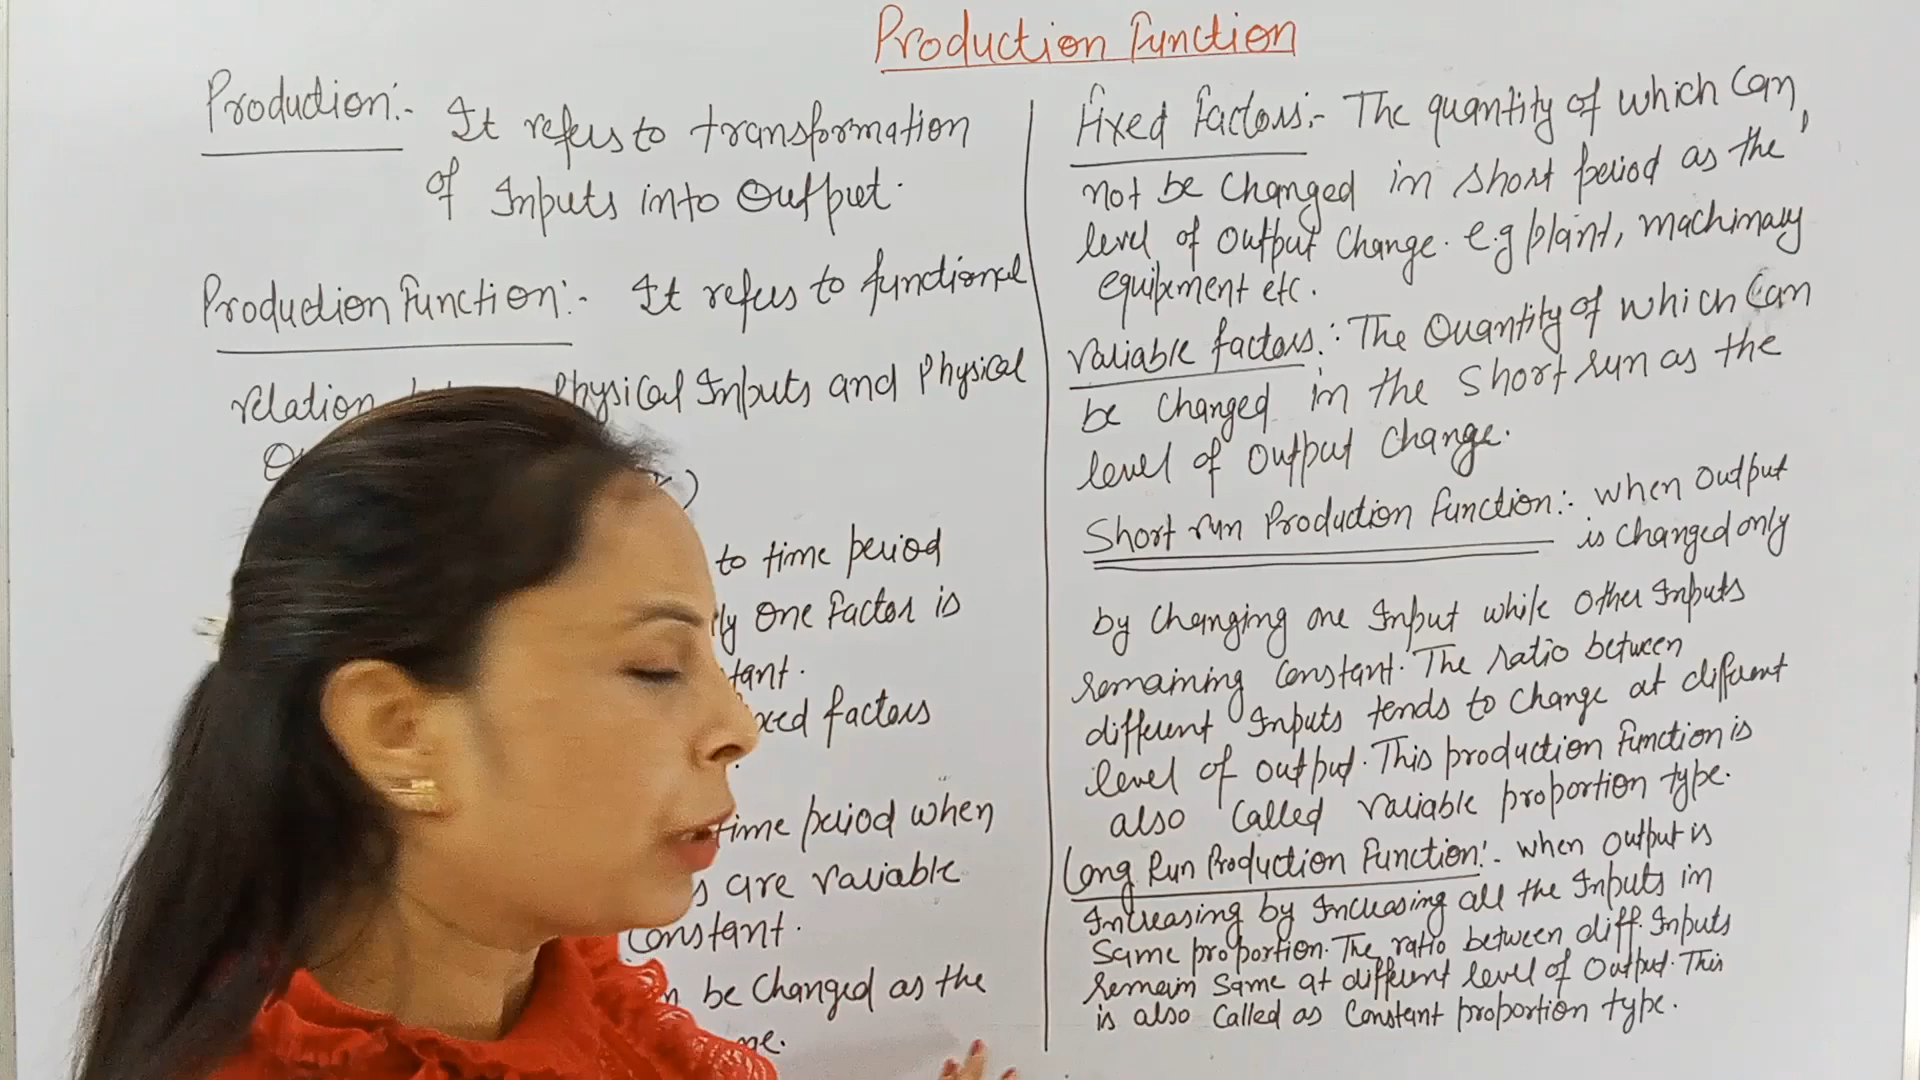 Production Function
Production:- It refers to transformation
of Inputs into Output.
Production Function:- It refers to functional
relation Physical Inputs and Physical
to time period
One Factor is
factors
time period when
are variable
constant.
be changed as the
Fixed Factors:- The quantity of which can
not be changed in short period as the
level of output change. e.g plant, machinary
equipment etc.
Variable factors:- The Quantity of which can
be changed in the short run as the
level of output change.
Short run Production Function:- when output
is changed only
by changing one Input while other Inputs
remaining constant. The ratio between
different Inputs tends to change at different
level of output. This production Function is
also called variable proportion type.
Long Run Production Function:- when output is
Increasing by Increasing all the Inputs in
Same proportion. The ratio between diff. Inputs
remain same at different level of output. This
is also called as constant proportion type.